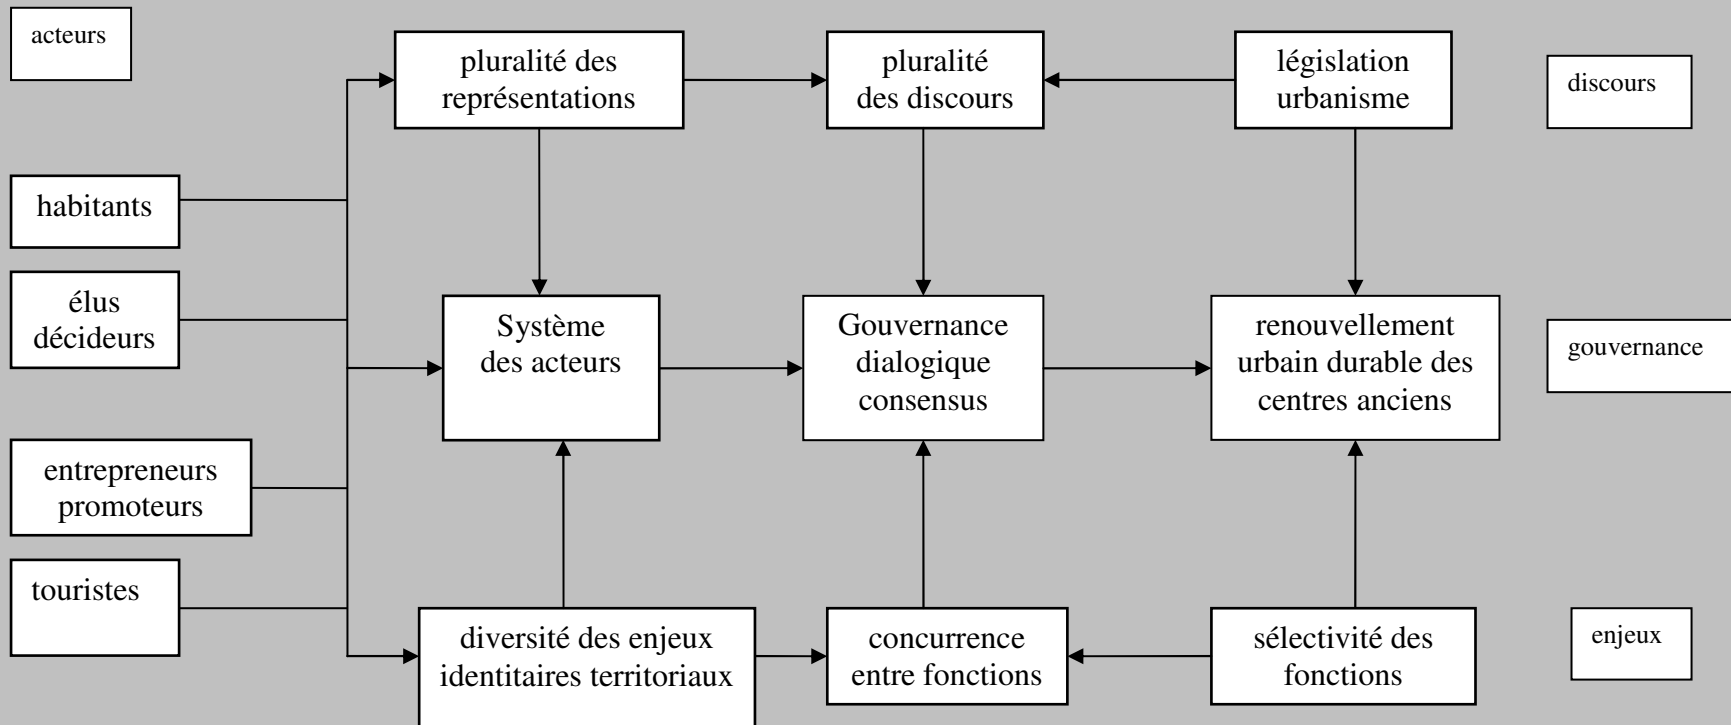 acteurs
pluralité des
représentations
pluralité
des discours
législation
urbanisme
discours
habitants
élus
décideurs
Système
des acteurs
Gouvernance
dialogique
consensus
renouvellement
urbain durable des
centres anciens
gouvernance
entrepreneurs
promoteurs
touristes
diversité des enjeux
identitaires territoriaux
concurrence
entre fonctions
sélectivité des
fonctions
enjeux